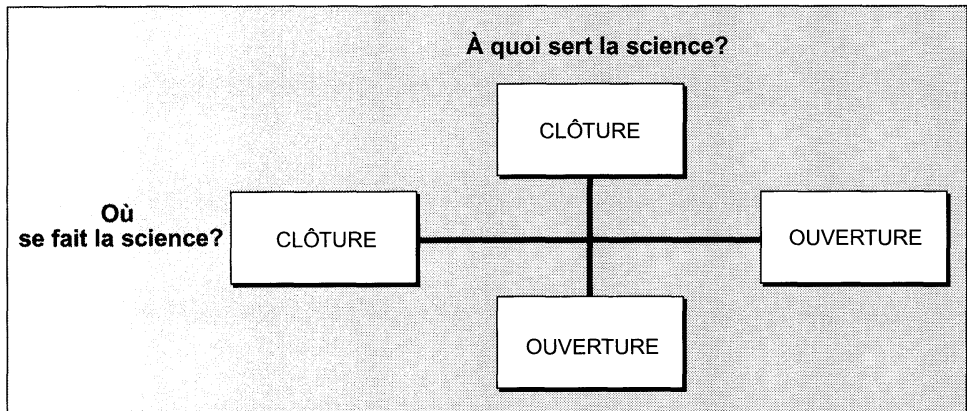 À quoi sert la science?
CLÔTURE
Où
se fait la science?
CLÔTURE
OUVERTURE
OUVERTURE